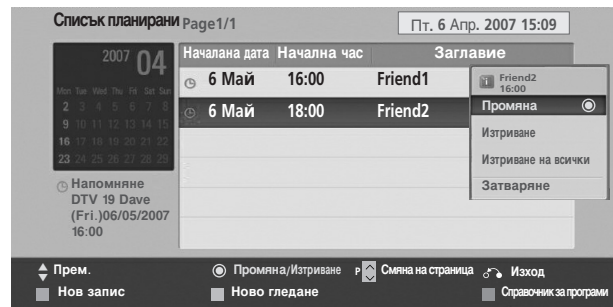 Списък планирани Page1/1
Пт. 6 Апр. 2007 15:09
2007 04
Mon Tue Wed Thu Fri Sat Sun
2 3 4 5 6 7 8
9 10 11 12 13 14 15
16 17 18 19 20 21 22
23 24 25 26 27 28 29
Напомняне
DTV 19 Dave
(Fri.)06/05/2007
16:00
Началана дата Начална час Заглавие
6 Май 16:00 Friend1
6 Май 18:00 Friend2
Friend2
16:00
Промяна
Изтриване
Изтриване на всички
Затваряне
Прем. Промяна/Изтриване P Смяна на страница Изход
Нов запис Ново гледане Справочник за програми